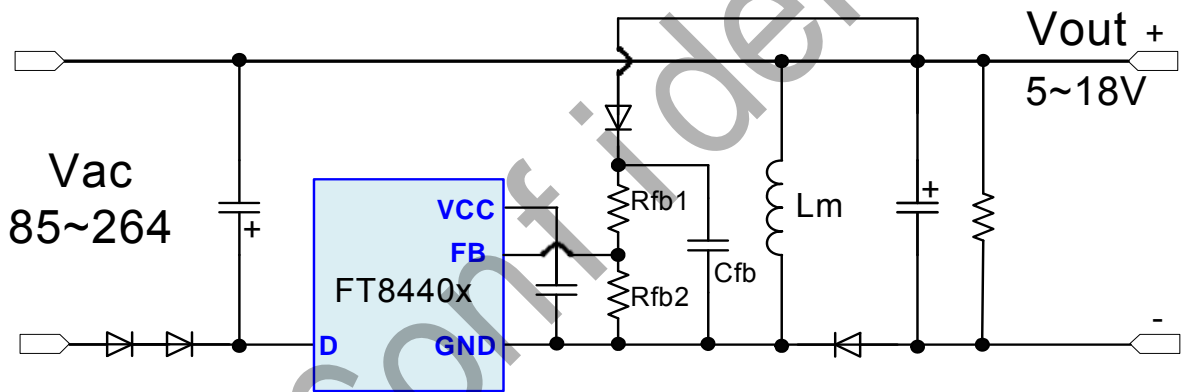 Vout +
5~18V
Vac
85~264
+
VCC
FB
FT8440x
D
GND
Rfb1
Rfb2
Cfb
Lm
+
-